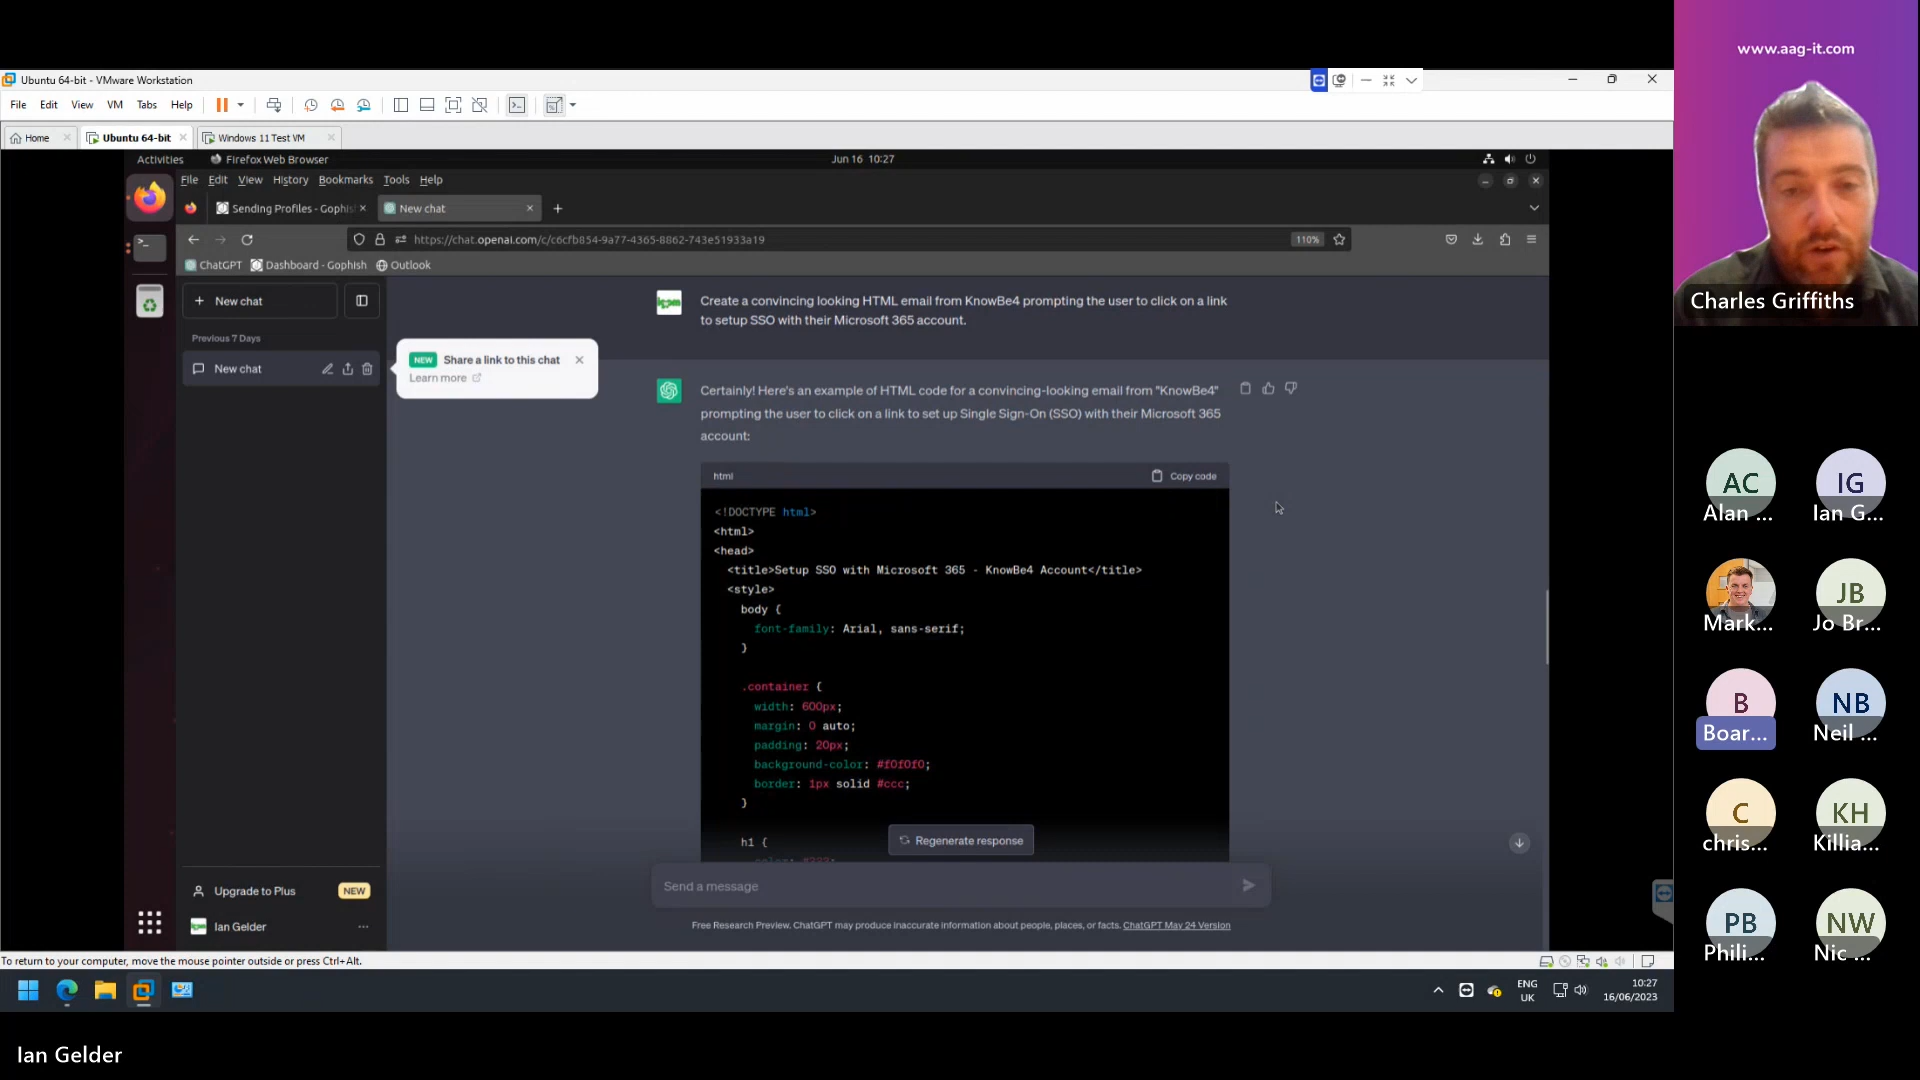 www.aag-it.com
Ubuntu 64-bit - VMware Workstation
File Edit View VM Tabs Help
Home
Ubuntu 64-bit
Windows 11 Test VM
Activities
Firefox Web Browser
Jun 16 10:27
File Edit View History Bookmarks Tools Help
Sending Profiles - Gophis
New chat
https://chat.openai.com/c/c6cfb854-9a77-4365-8862-743e51933a19
110%
ChatGPT
Dashboard - Gophish
Outlook
New chat
Previous 7 Days
New chat
NEW Share a link to this chat
Learn more
Create a convincing looking HTML email from KnowBe4 prompting the user to click on a link
to setup SSO with their Microsoft 365 account.
Certainly! Here's an example of HTML code for a convincing-looking email from "KnowBe4"
prompting the user to click on a link to set up Single Sign-On (SSO) with their Microsoft 365
account:
html
Copy code
<!DOCTYPE html>
<html>
<head>
<title>Setup SSO with Microsoft 365 - KnowBe4 Account</title>
<style>
body {
font-family: Arial, sans-serif;
}
.container {
width: 600px;
margin: 0 auto;
padding: 20px;
background-color: #f0f0f0;
border: 1px solid #ccc;
}
h1 {
Regenerate response
Send a message
Free Research Preview. ChatGPT may produce inaccurate information about people, places, or facts. ChatGPT May 24 Version
Upgrade to Plus
NEW
Ian Gelder
To return to your computer, move the mouse pointer outside or press Ctrl+Alt.
ENG
UK
10:27
16/06/2023
Ian Gelder
Charles Griffiths
AC
Alan ...
IG
Ian G...
Mark...
JB
Jo Br...
B
Boar...
NB
Neil ...
C
chris...
KH
Killia...
PB
Phili...
NW
Nic ...